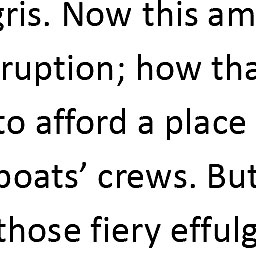 gris. Now this am
ruption; how tha
to afford a place
boats’ crews. But
those fiery effulg